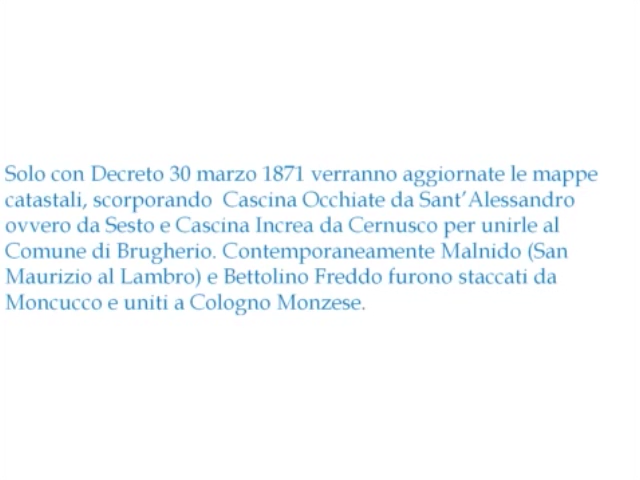 Solo con Decreto 30 marzo 1871 verranno aggiornate le mappe
catastali, scorporando Cascina Occhiate da Sant'Alessandro
ovvero da Sesto e Cascina Increa da Cernusco per unirle al
Comune di Brugherio. Contemporaneamente Malnido (San
Maurizio al Lambro) e Bettolino Freddo furono staccati da
Moncucco e uniti a Cologno Monzese.